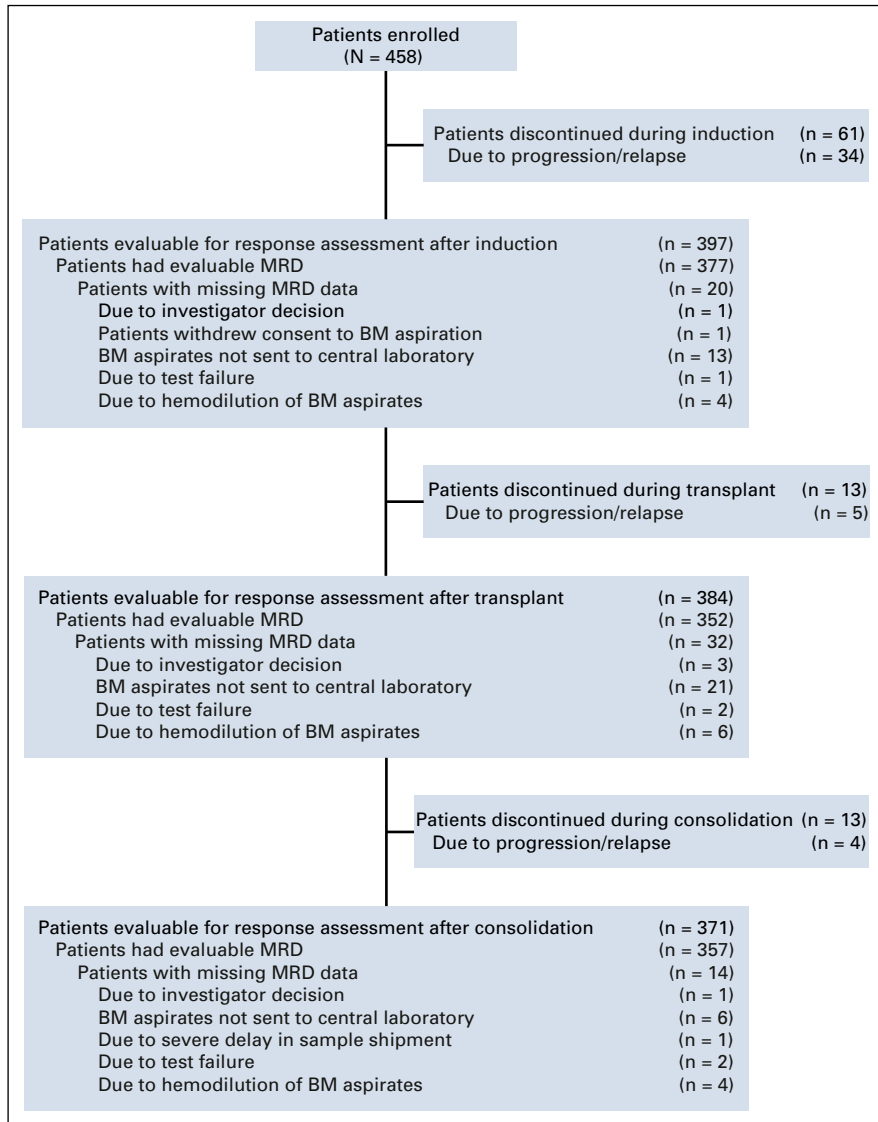 Patients enrolled
(N = 458)
Patients discontinued during induction (n = 61)
Due to progression/relapse (n = 34)
Patients evaluable for response assessment after induction (n = 397)
Patients had evaluable MRD (n = 377)
Patients with missing MRD data (n = 20)
Due to investigator decision (n = 1)
Patients withdrew consent to BM aspiration (n = 1)
BM aspirates not sent to central laboratory (n = 13)
Due to test failure (n = 1)
Due to hemodilution of BM aspirates (n = 4)
Patients discontinued during transplant (n = 13)
Due to progression/relapse (n = 5)
Patients evaluable for response assessment after transplant (n = 384)
Patients had evaluable MRD (n = 352)
Patients with missing MRD data (n = 32)
Due to investigator decision (n = 3)
BM aspirates not sent to central laboratory (n = 21)
Due to test failure (n = 2)
Due to hemodilution of BM aspirates (n = 6)
Patients discontinued during consolidation (n = 13)
Due to progression/relapse (n = 4)
Patients evaluable for response assessment after consolidation (n = 371)
Patients had evaluable MRD (n = 357)
Patients with missing MRD data (n = 14)
Due to investigator decision (n = 1)
BM aspirates not sent to central laboratory (n = 6)
Due to severe delay in sample shipment (n = 1)
Due to test failure (n = 2)
Due to hemodilution of BM aspirates (n = 4)